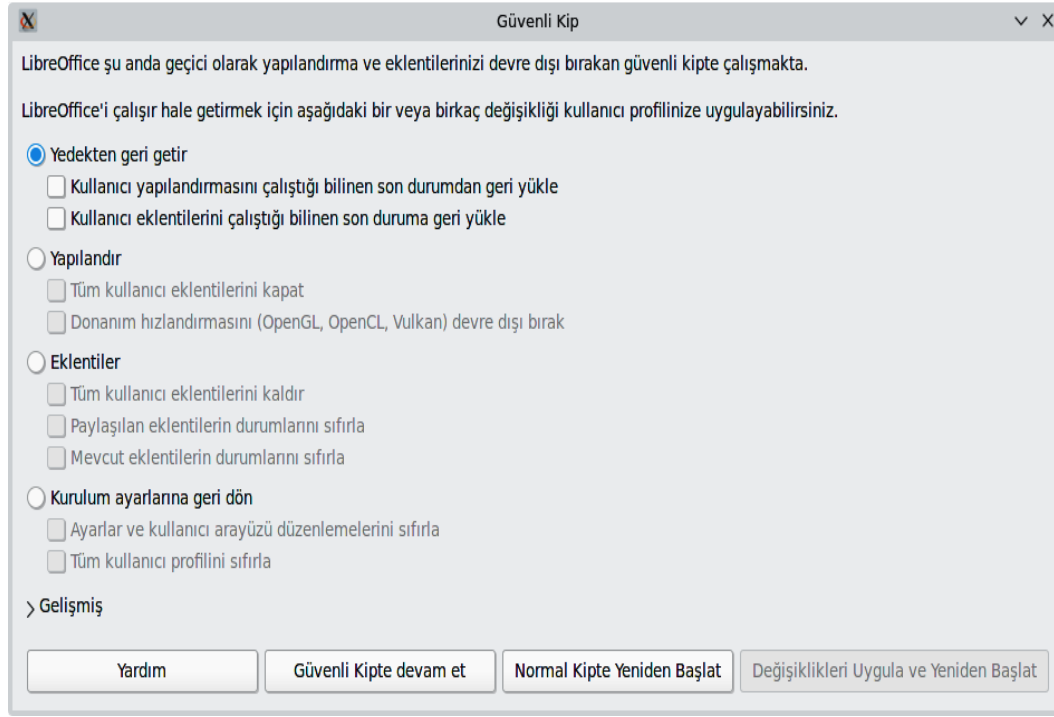 Güvenli Kip
LibreOffice şu anda geçici olarak yapılandırma ve eklentilerinizi devre dışı bırakan güvenli kipte çalışmakta.
LibreOffice'i çalışır hale getirmek için aşağıdaki bir veya birkaç değişikliği kullanıcı profilinize uygulayabilirsiniz.
Yedekten geri getir
Kullanıcı yapılandırmasını çalıştığı bilinen son durumdan geri yükle
Kullanıcı eklentilerini çalıştığı bilinen son duruma geri yükle
Yapılandır
Tüm kullanıcı eklentilerini kapat
Donanım hızlandırmasını (OpenGL, OpenCL, Vulkan) devre dışı bırak
Eklentiler
Tüm kullanıcı eklentilerini kaldır
Paylaşılan eklentilerin durumlarını sıfırla
Mevcut eklentilerin durumlarını sıfırla
Kurulum ayarlarına geri dön
Ayarlar ve kullanıcı arayüzü düzenlemelerini sıfırla
Tüm kullanıcı profilini sıfırla
Gelişmiş
Yardım
Güvenli Kipte devam et
Normal Kipte Yeniden Başlat
Değişiklikleri Uygula ve Yeniden Başlat